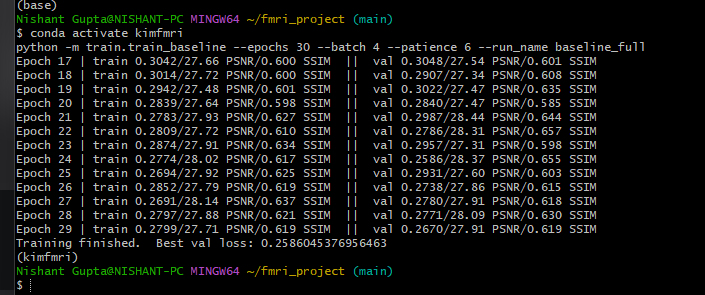 (base)
Nishant Gupta@NISHANT-PC MINGW64 ~/fmri_project (main)
$ conda activate kimfmri
python -m train.train_baseline --epochs 30 --batch 4 --patience 6 --run_name baseline_full
Epoch 17 | train 0.3042/27.66 PSNR/0.600 SSIM  ||  val 0.3048/27.54 PSNR/0.601 SSIM
Epoch 18 | train 0.3014/27.72 PSNR/0.600 SSIM  ||  val 0.2907/27.34 PSNR/0.608 SSIM
Epoch 19 | train 0.2942/27.48 PSNR/0.601 SSIM  ||  val 0.3022/27.47 PSNR/0.635 SSIM
Epoch 20 | train 0.2839/27.64 PSNR/0.598 SSIM  ||  val 0.2840/27.47 PSNR/0.585 SSIM
Epoch 21 | train 0.2783/27.93 PSNR/0.627 SSIM  ||  val 0.2987/28.44 PSNR/0.644 SSIM
Epoch 22 | train 0.2809/27.72 PSNR/0.610 SSIM  ||  val 0.2786/28.31 PSNR/0.657 SSIM
Epoch 23 | train 0.2874/27.91 PSNR/0.634 SSIM  ||  val 0.2957/27.31 PSNR/0.598 SSIM
Epoch 24 | train 0.2774/28.02 PSNR/0.617 SSIM  ||  val 0.2586/28.37 PSNR/0.655 SSIM
Epoch 25 | train 0.2694/27.92 PSNR/0.625 SSIM  ||  val 0.2931/27.60 PSNR/0.603 SSIM
Epoch 26 | train 0.2852/27.79 PSNR/0.619 SSIM  ||  val 0.2738/27.86 PSNR/0.615 SSIM
Epoch 27 | train 0.2691/28.14 PSNR/0.637 SSIM  ||  val 0.2780/27.91 PSNR/0.618 SSIM
Epoch 28 | train 0.2797/27.88 PSNR/0.621 SSIM  ||  val 0.2771/28.09 PSNR/0.630 SSIM
Epoch 29 | train 0.2799/27.71 PSNR/0.619 SSIM  ||  val 0.2670/27.91 PSNR/0.619 SSIM
Training finished.  Best val loss: 0.2586045376956463
(kimfmri)
Nishant Gupta@NISHANT-PC MINGW64 ~/fmri_project (main)
$